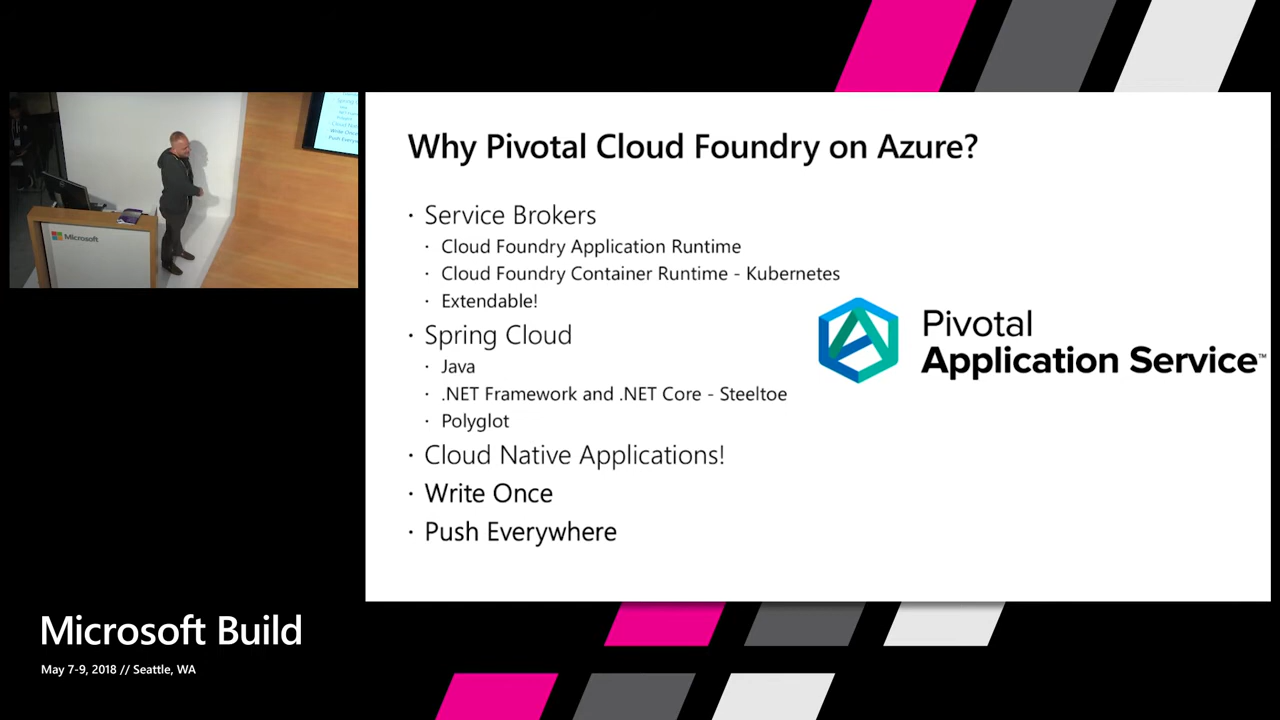 Why Pivotal Cloud Foundry on Azure?
· Service Brokers
· Cloud Foundry Application Runtime
· Cloud Foundry Container Runtime - Kubernetes
· Extendable!
· Spring Cloud
· Java
· .NET Framework and .NET Core - Steeltoe
· Polyglot
· Cloud Native Applications!
· Write Once
· Push Everywhere
Pivotal
Application Service™
Microsoft
Microsoft Build
May 7-9, 2018 // Seattle, WA